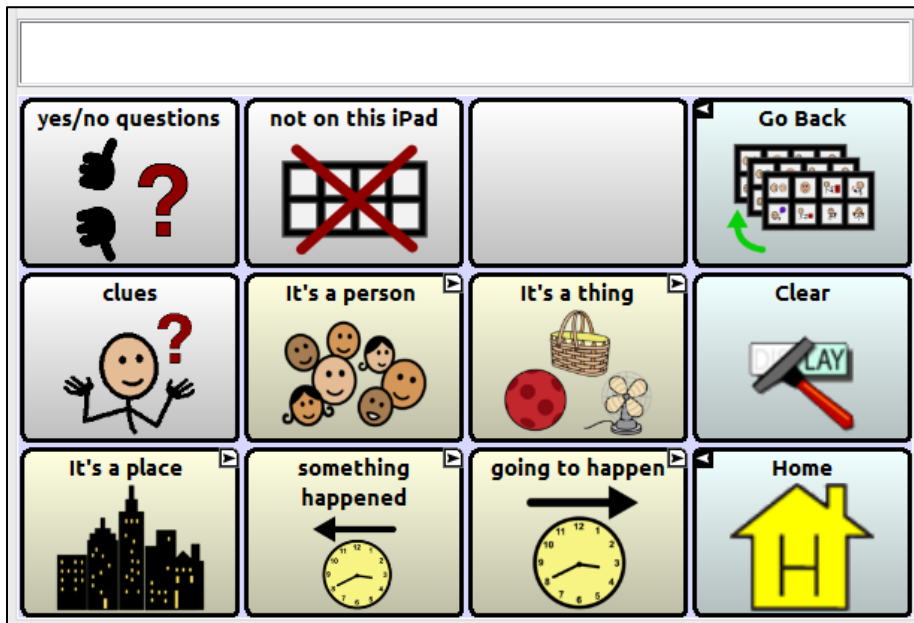 yes/no questions
not on this iPad
Go Back
clues
It's a person
It's a thing
Clear
LAY
It's a place
something
happened
going to happen
Home
H